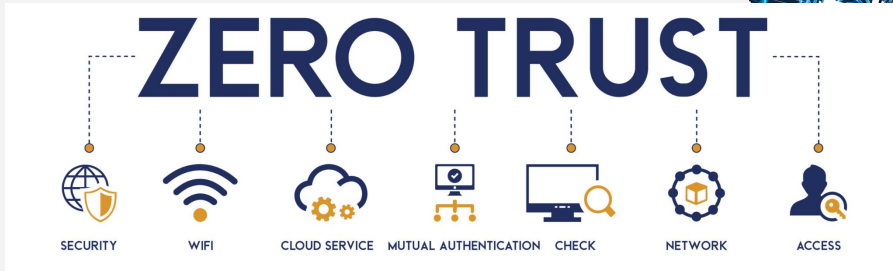 ZERO TRUST
SECURITY WIFI CLOUD SERVICE MUTUAL AUTHENTICATION CHECK NETWORK ACCESS